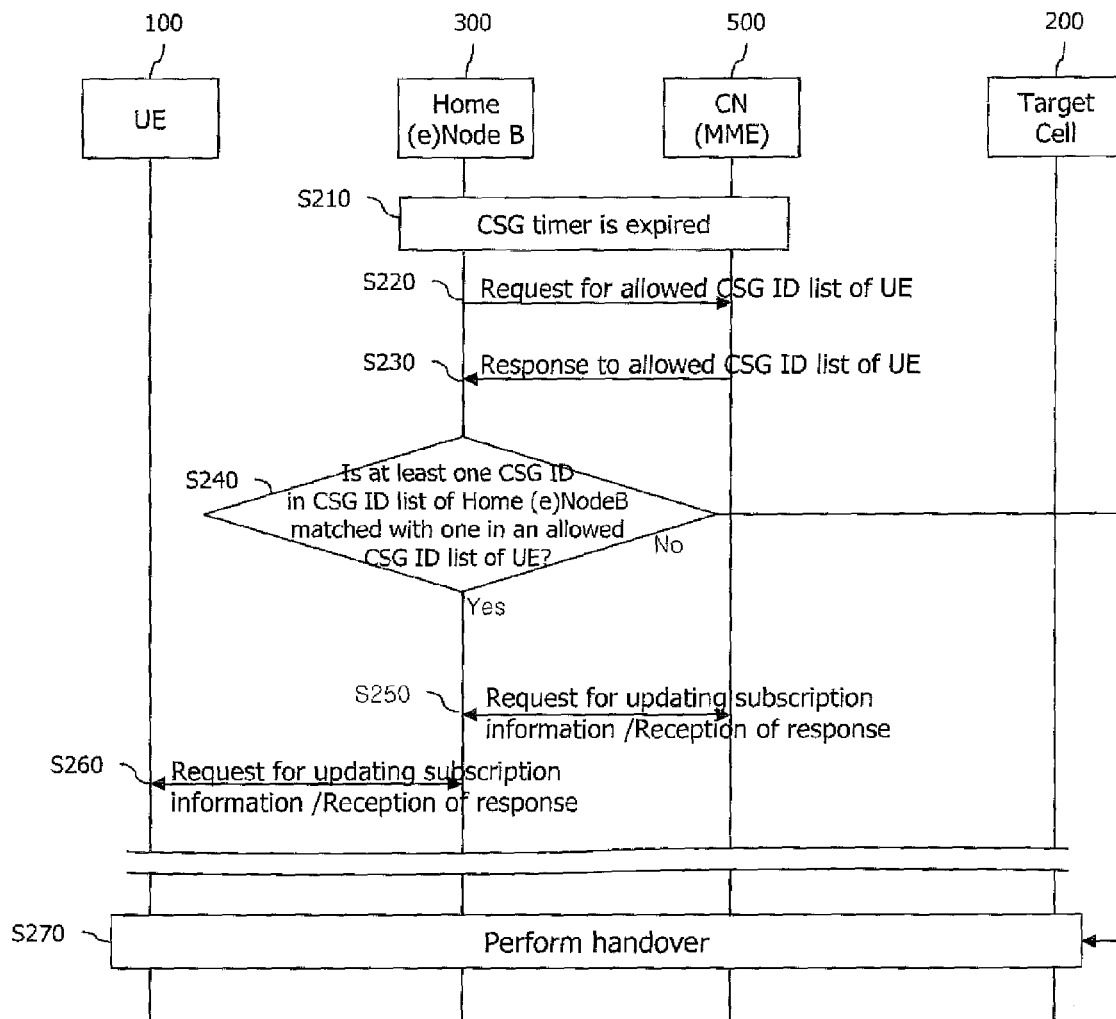 100
300
500
200
UE
Home
(e)Node B
CN
(MME)
Target
Cell
S210
CSG timer is expired
S220
Request for allowed CSG ID list of UE
S230
Response to allowed CSG ID list of UE
S240
Is at least one CSG ID
in CSG ID list of Home (e)NodeB
matched with one in an allowed
CSG ID list of UE?
No
Yes
S250
Request for updating subscription
information /Reception of response
S260
Request for updating subscription
information /Reception of response
S270
Perform handover